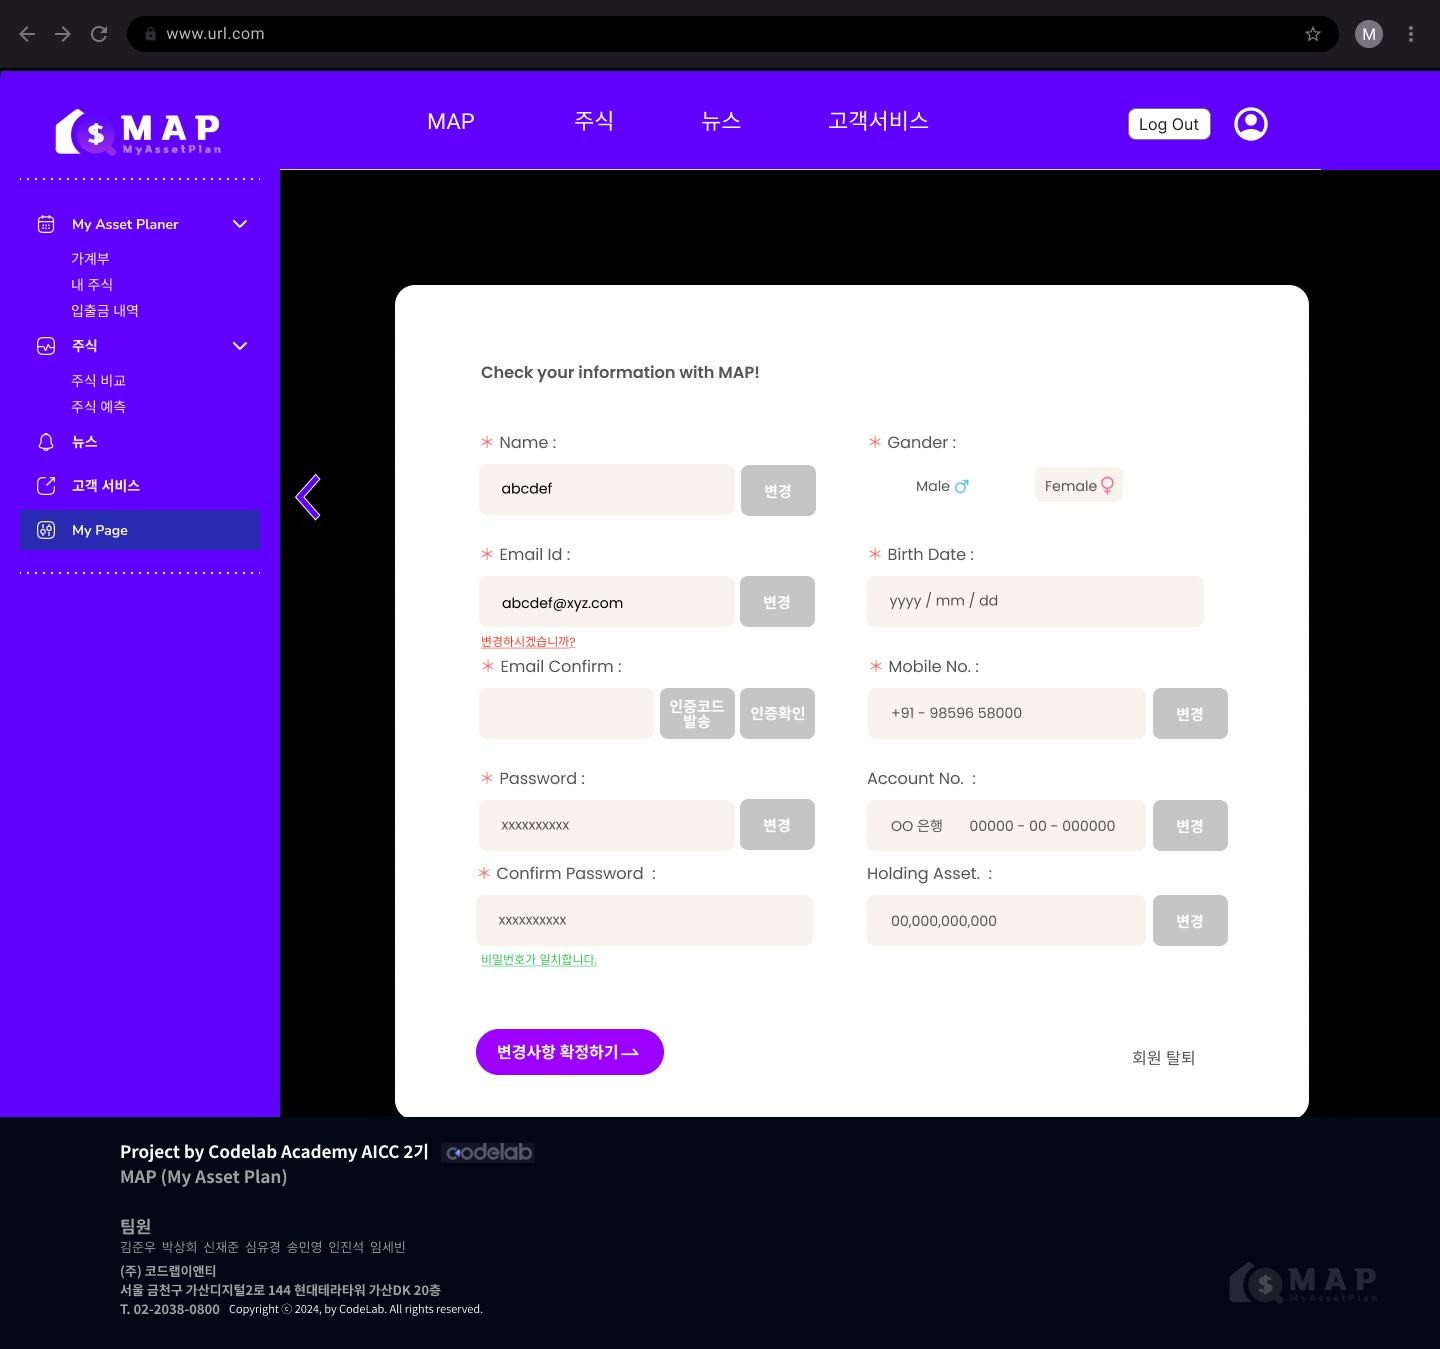 www.url.com
M
MAP
MyAssetPlan
MAP 주식 뉴스 고객서비스
Log Out
My Asset Planer
가계부
내 주식
입출금 내역
주식
주식 비교
주식 예측
뉴스
고객 서비스
My Page
Check your information with MAP!
* Name :
abcdef
변경
* Gander :
Male
Female
* Email Id :
abcdef@xyz.com
변경
변경하시겠습니까?
* Birth Date :
yyyy / mm / dd
* Email Confirm :
인증코드
발송
인증확인
* Mobile No. :
+91 - 98596 58000
변경
* Password :
xxxxxxxxxx
변경
Account No. :
OO 은행 00000 - 00 - 000000
변경
* Confirm Password :
xxxxxxxxxx
비밀번호가 일치합니다.
Holding Asset. :
00,000,000,000
변경
변경사항 확정하기
회원 탈퇴
Project by Codelab Academy AICC 2기 codelab
MAP (My Asset Plan)
팀원
김준우 박상희 신재준 심유경 송민영 인진석 임세빈
(주) 코드랩이앤티
서울 금천구 가산디지털2로 144 현대테라타워 가산DK 20층
T. 02-2038-0800 Copyright ⓒ 2024, by CodeLab. All rights reserved.
MAP
MyAssetPlan